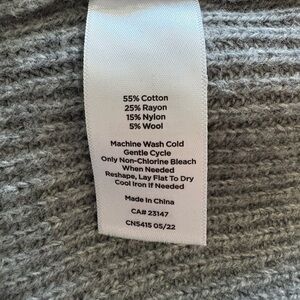 55% Cotton
25% Rayon
15% Nylon
5% Wool
Machine Wash Cold
Gentle Cycle
Only Non-Chlorine Bleach
When Needed
Reshape, Lay Flat To Dry
Cool Iron If Needed
Made In China
CA# 23147
CN5415 05/22